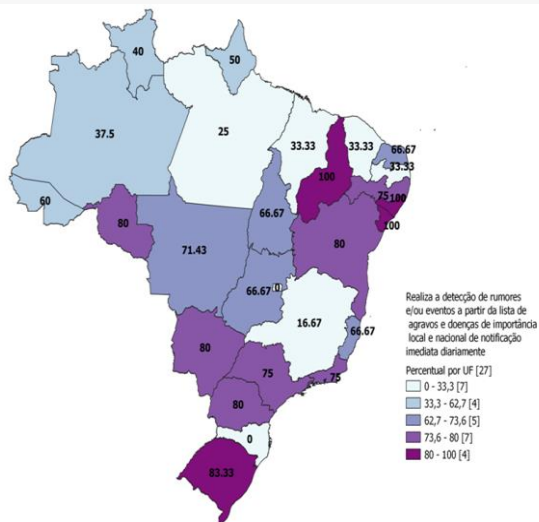 40
50
37.5
25
33.33
33.33
66.67
33.33
100
75
100
100
60
80
66.67
80
71.43
66.67
0
16.67
66.67
80
75
75
80
0
83.33
Realiza a detecção de rumores
e/ou eventos a partir da lista de
agravos e doenças de importância
local e nacional de notificação
imediata diariamente
Percentual por UF [27]
0 - 33,3 [7]
33,3 - 62,7 [4]
62,7 - 73,6 [5]
73,6 - 80 [7]
80 - 100 [4]